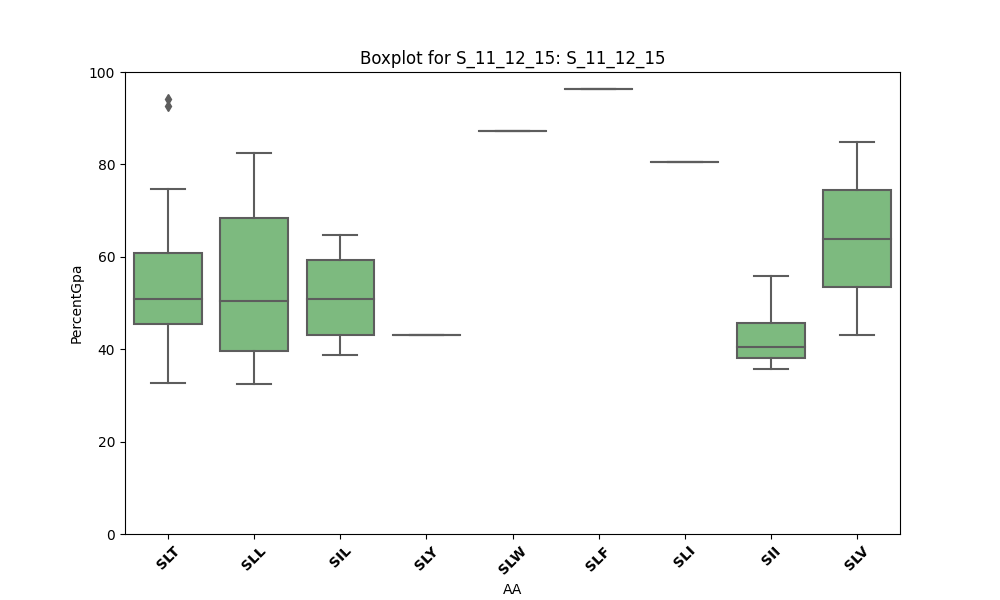 Boxplot for S_11_12_15: S_11_12_15
100
80
60
40
20
0
PercentGpa
SLT
SLL
SIL
SLY
SLW
SLF
SLI
SII
SLV
AA